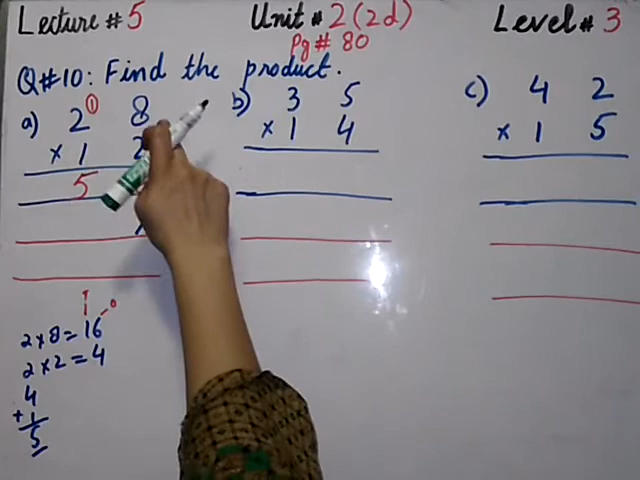 Lecture # 5 Unit # 2 (2d) Level # 3
Pg # 80
Q#10: Find the product.
a) 2 ① 8 b) 3 5 c) 4 2
× 1 2 × 1 4 × 1 5
5
2×8=16
2×2=4
4
+1
5